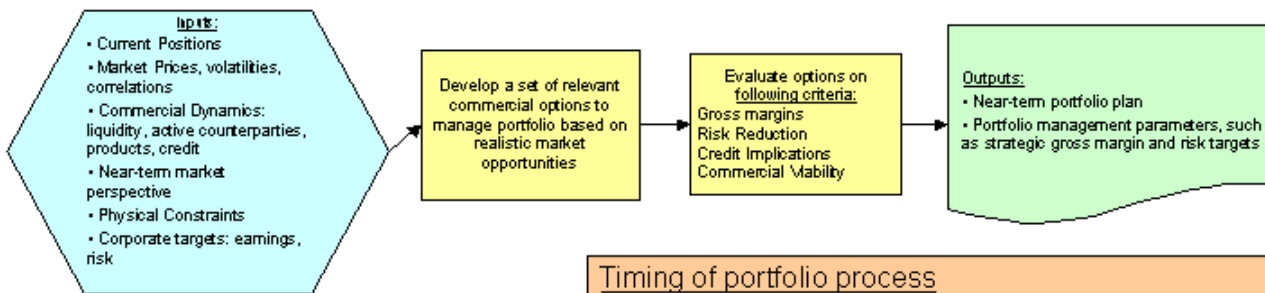 Inputs:
• Current Positions
• Market Prices, volatilities,
correlations
• Commercial Dynamics:
liquidity, active counterparties,
products, credit
• Near-term market
perspective
• Physical Constraints
• Corporate targets: earnings,
risk
Develop a set of relevant
commercial options to
manage portfolio based on
realistic market
opportunities
Evaluate options on
following criteria:
Gross margins
Risk Reduction
Credit Implications
Commercial Viability
Outputs:
• Near-term portfolio plan
• Portfolio management parameters, such
as strategic gross margin and risk targets
Timing of portfolio process